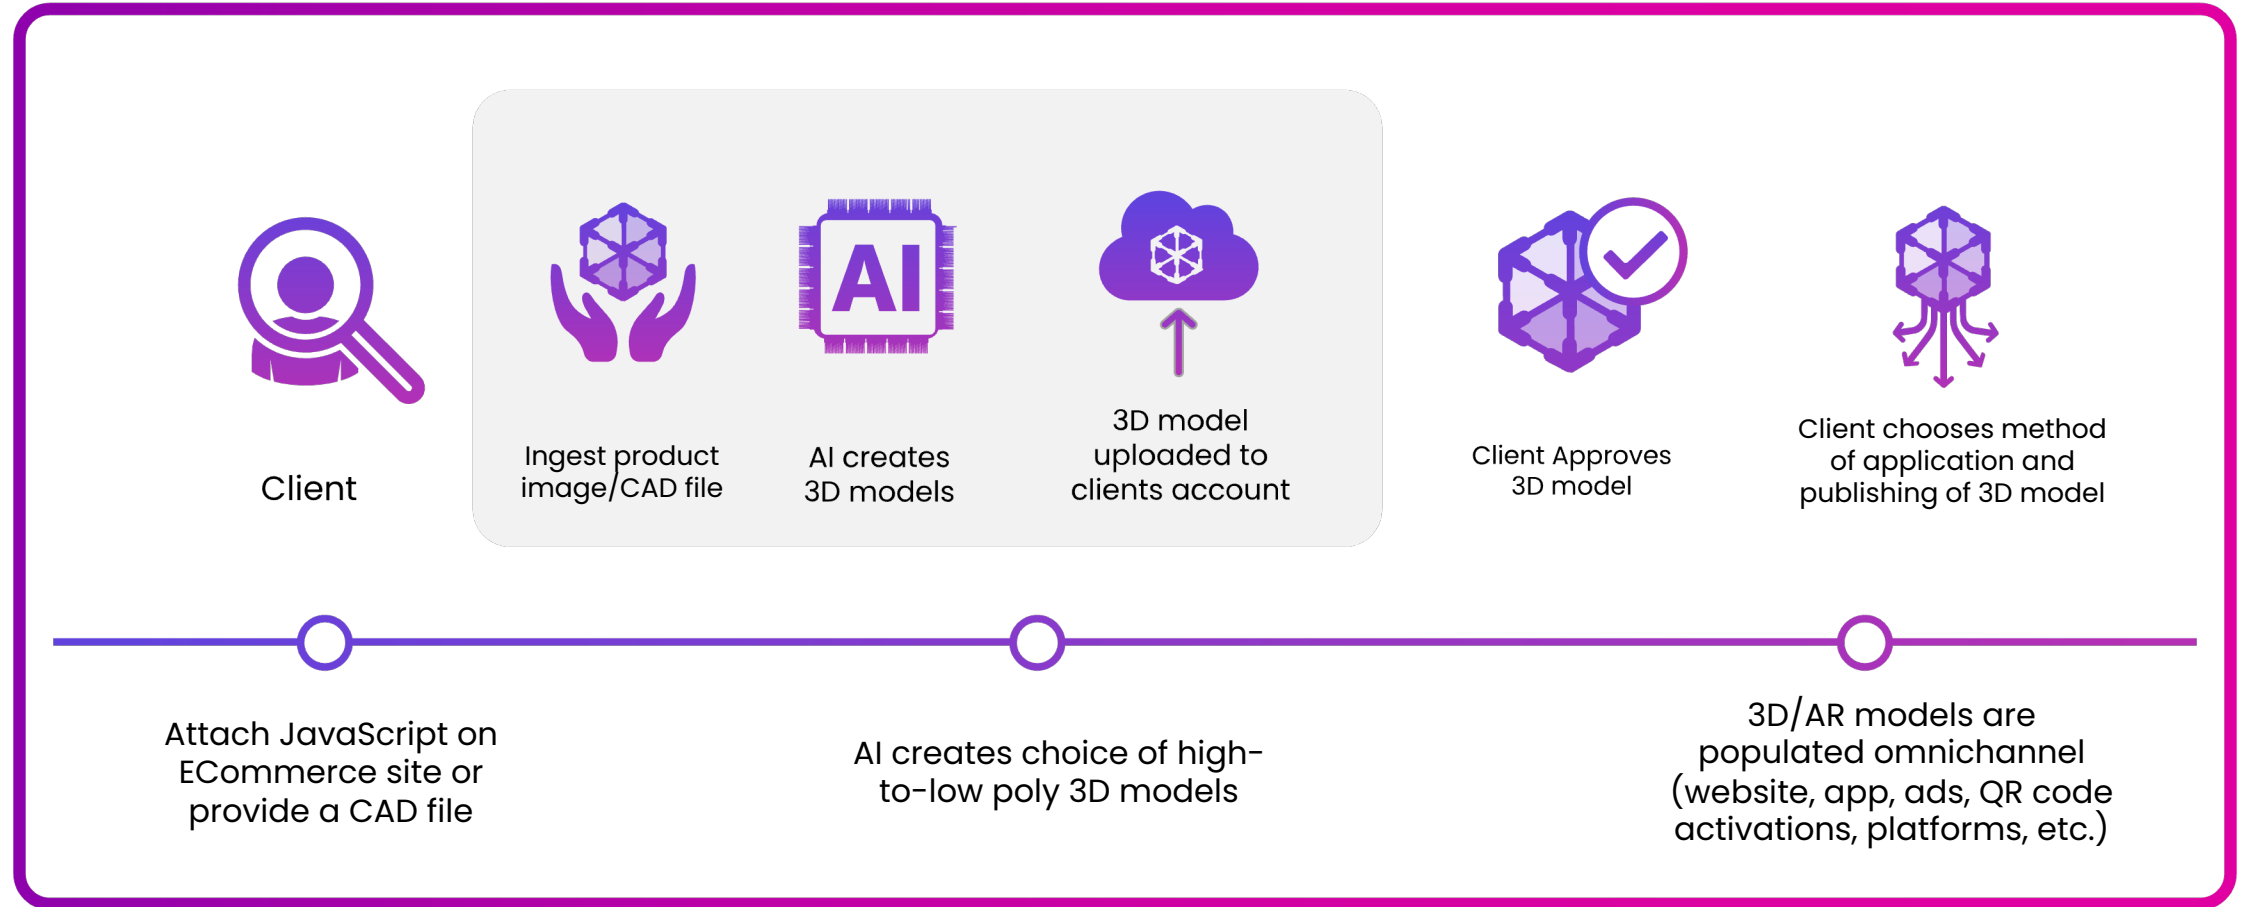 Client
Ingest product
image/CAD file
AI
AI creates
3D models
3D model
uploaded to
clients account
Client Approves
3D model
Client chooses method
of application and
publishing of 3D model
Attach JavaScript on
ECommerce site or
provide a CAD file
AI creates choice of high-
to-low poly 3D models
3D/AR models are
populated omnichannel
(website, app, ads, QR code
activations, platforms, etc.)